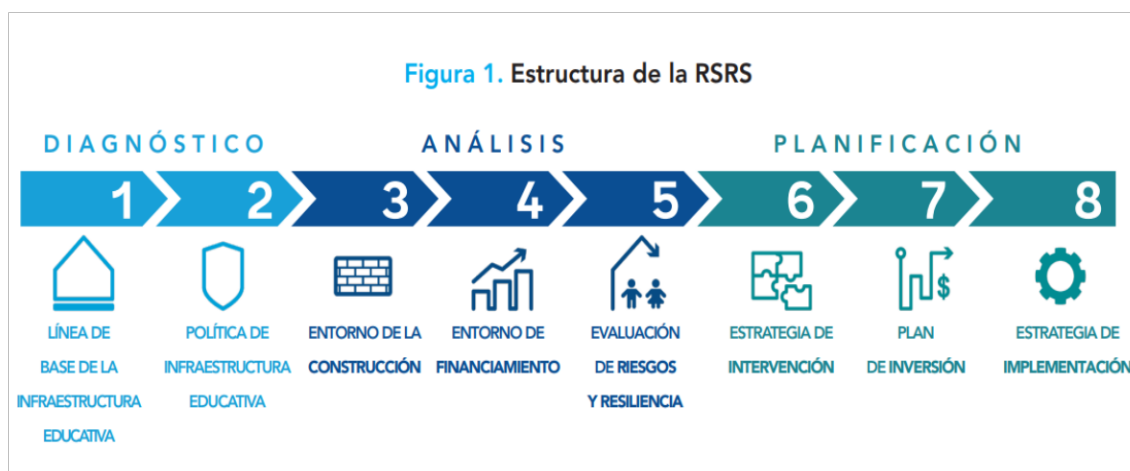 Figura 1. Estructura de la RSRS
DIAGNÓSTICO
ANÁLISIS
PLANIFICACIÓN
1
2
3
4
5
6
7
8
LÍNEA DE
BASE DE LA
INFRAESTRUCTURA
EDUCATIVA
POLÍTICA DE
INFRAESTRUCTURA
EDUCATIVA
ENTORNO DE LA
CONSTRUCCIÓN
ENTORNO DE
FINANCIAMIENTO
EVALUACIÓN
DE RIESGOS
Y RESILIENCIA
ESTRATEGIA DE
INTERVENCIÓN
$
PLAN
DE INVERSIÓN
ESTRATEGIA DE
IMPLEMENTACIÓN